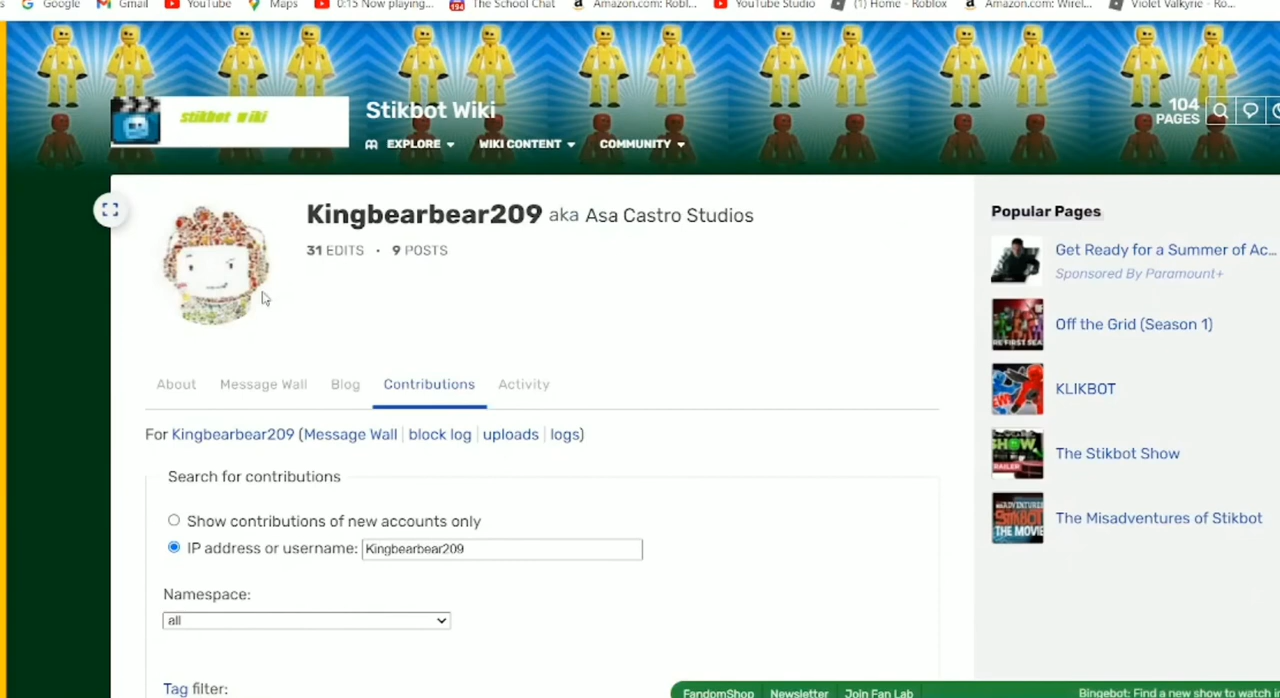 Google Gmail YouTube Maps 0:15 Now playing... The School Chat Amazon.com: Robl... YouTube Studio (1) Home - Roblox Amazon.com: Wirel... Violet Valkyrie - Ro...
stikbot wiki
Stikbot Wiki
104
PAGES
EXPLORE WIKI CONTENT COMMUNITY
Kingbearbear209 aka Asa Castro Studios
31 EDITS • 9 POSTS
About Message Wall Blog Contributions Activity
For Kingbearbear209 (Message Wall | block log | uploads | logs)
Search for contributions
Show contributions of new accounts only
IP address or username: Kingbearbear209
Namespace:
all
Tag filter:
Popular Pages
Get Ready for a Summer of Ac...
Sponsored By Paramount+
Off the Grid (Season 1)
KLIKBOT
The Stikbot Show
The Misadventures of Stikbot
FandomShop Newsletter Join Fan Lab Bingebot: Find a new show to watch in